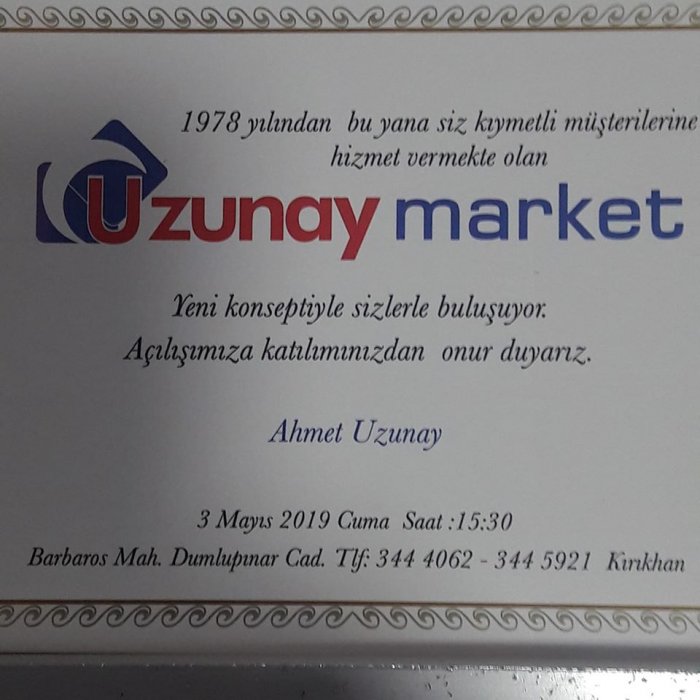 1978 yılından bu yana siz kıymetli müşterilerine
hizmet vermekte olan
Uzunay market
Yeni konseptiyle sizlerle buluşuyor.
Açılışımıza katılımınızdan onur duyarız.
Ahmet Uzunay
3 Mayıs 2019 Cuma Saat :15:30
Barbaros Mah. Dumlupınar Cad. Tlf: 344 4062 - 344 5921 Kırıkhan